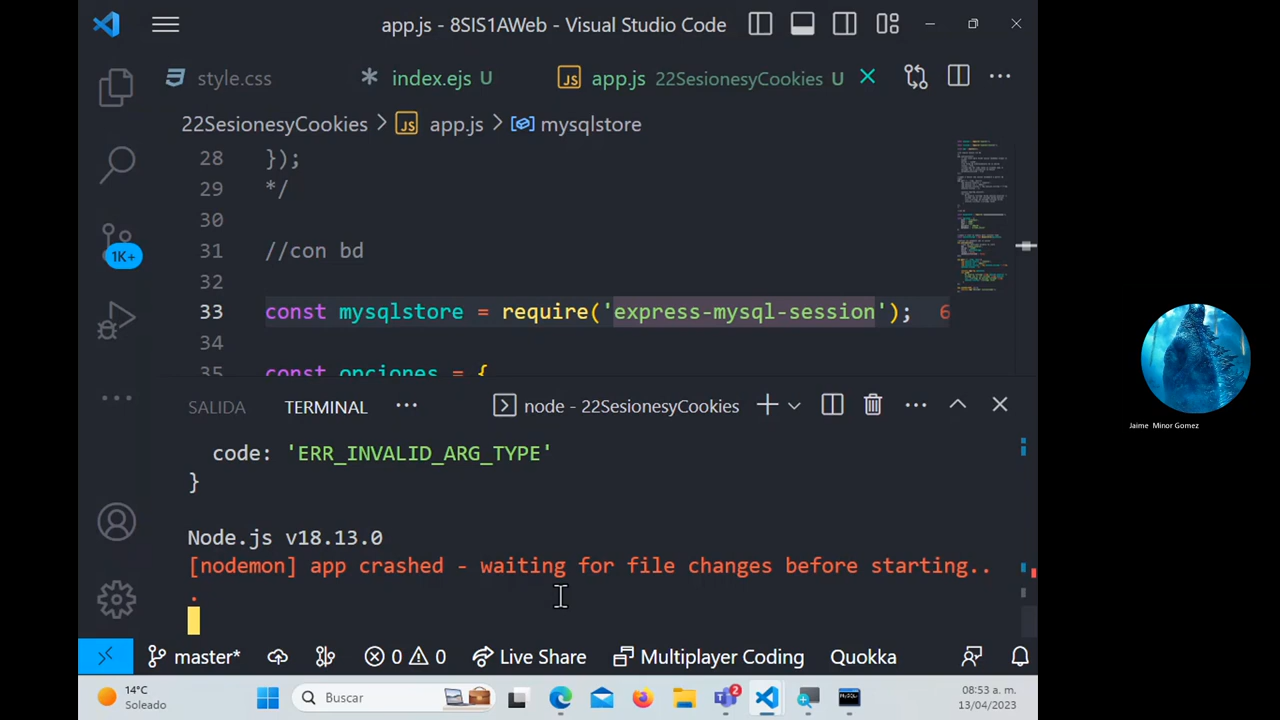 app.js - 8SIS1AWeb - Visual Studio Code
style.css
index.ejs U
JS app.js 22SesionesyCookies U
22SesionesyCookies > JS app.js > mysqlstore
28 });
29 */
30
31 //con bd
32
33 const mysqlstore = require('express-mysql-session'); 6
34
35 const opciones = {
1K+
SALIDA TERMINAL ··· node - 22SesionesyCookies
code: 'ERR_INVALID_ARG_TYPE'
}
Node.js v18.13.0
[nodemon] app crashed - waiting for file changes before starting..
.
master* 0 0 Live Share Multiplayer Coding Quokka
14°C
Soleado
Buscar
2
08:53 a. m.
13/04/2023
Jaime Minor Gomez